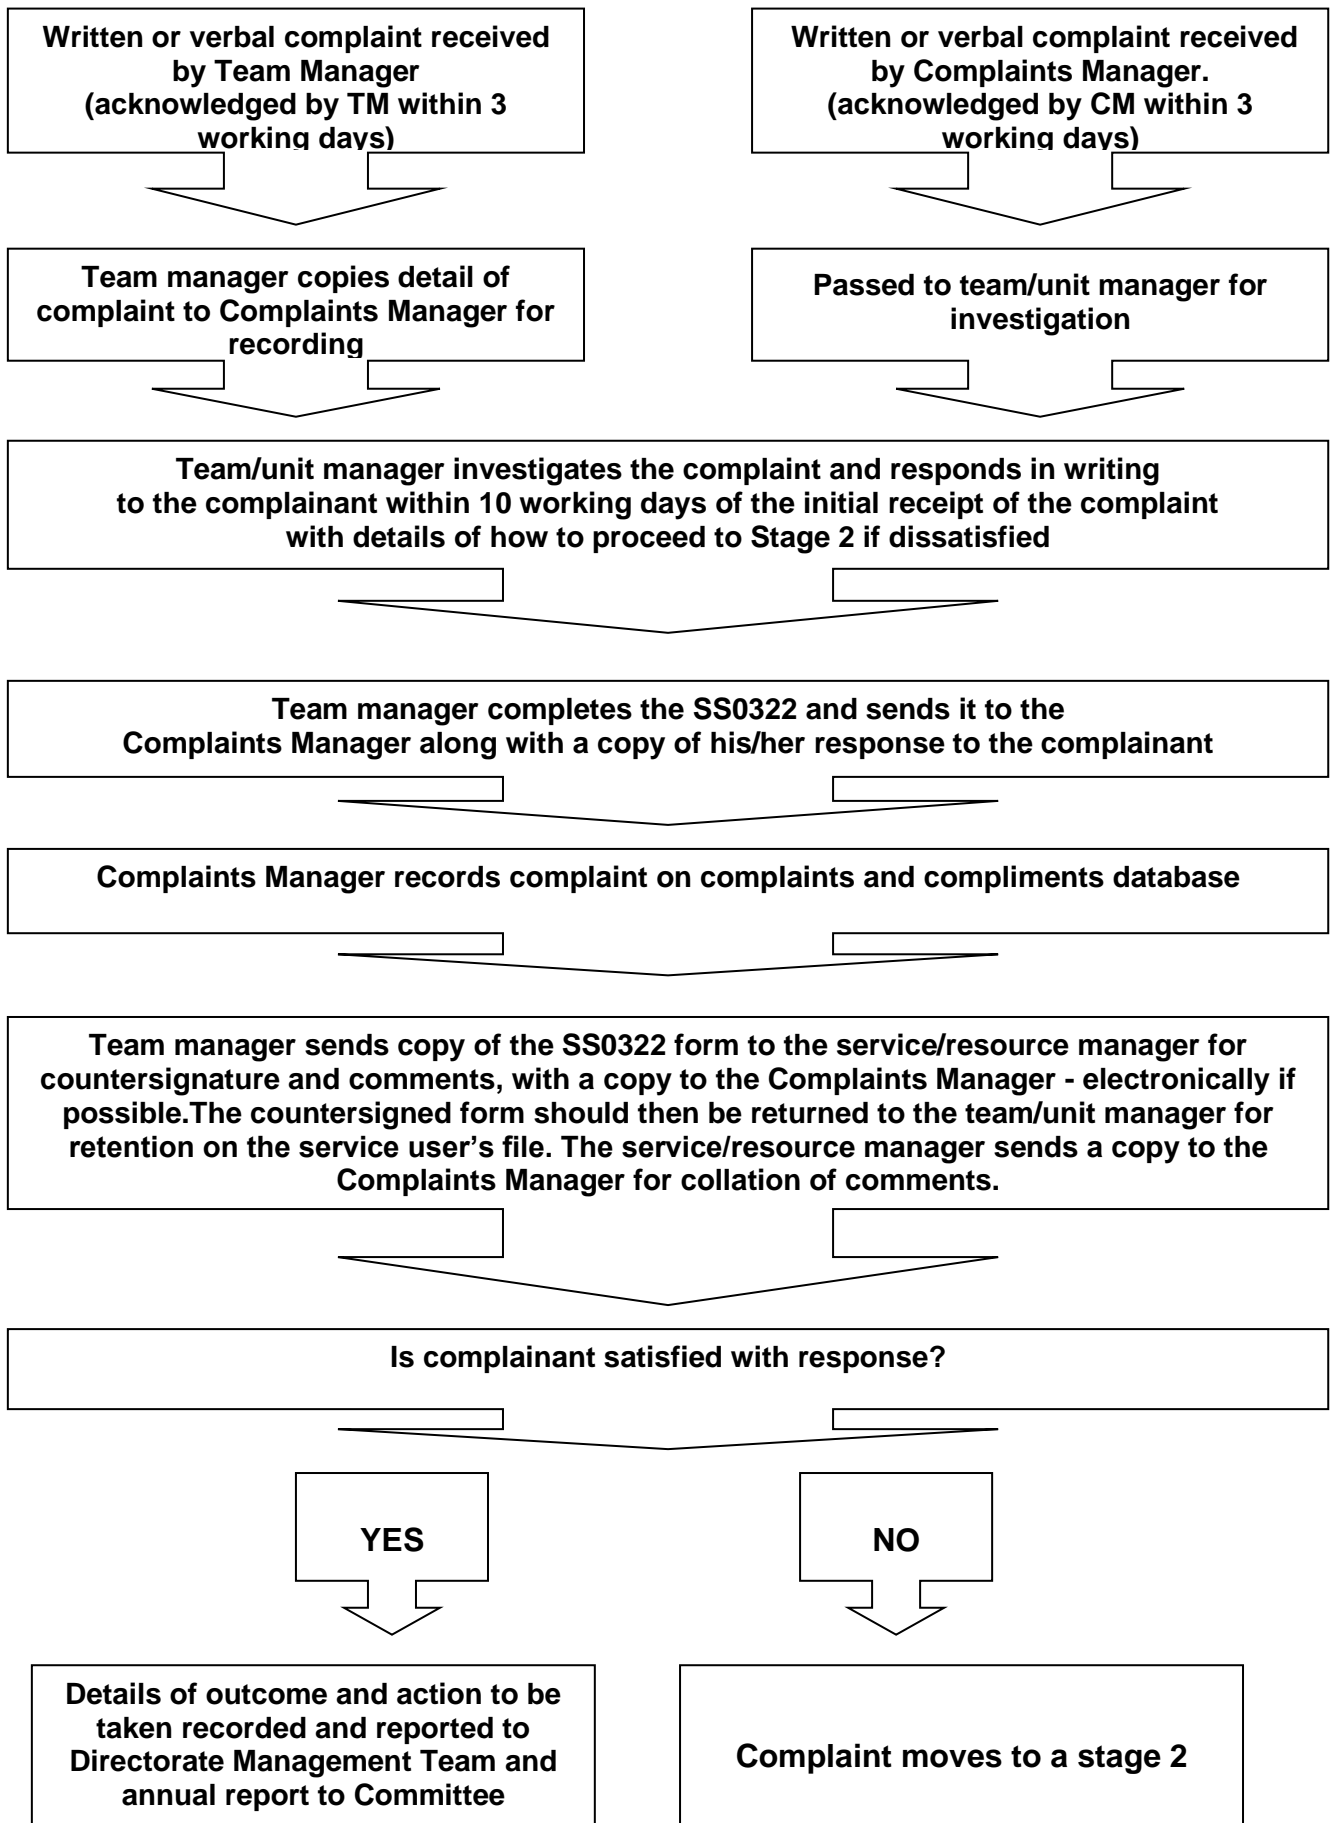 Written or verbal complaint received
by Team Manager
(acknowledged by TM within 3
working days)
Written or verbal complaint received
by Complaints Manager.
(acknowledged by CM within 3
working days)
Team manager copies detail of
complaint to Complaints Manager for
recording
Passed to team/unit manager for
investigation
Team/unit manager investigates the complaint and responds in writing
to the complainant within 10 working days of the initial receipt of the complaint
with details of how to proceed to Stage 2 if dissatisfied
Team manager completes the SS0322 and sends it to the
Complaints Manager along with a copy of his/her response to the complainant
Complaints Manager records complaint on complaints and compliments database
Team manager sends copy of the SS0322 form to the service/resource manager for
countersignature and comments, with a copy to the Complaints Manager - electronically if
possible.The countersigned form should then be returned to the team/unit manager for
retention on the service user’s file. The service/resource manager sends a copy to the
Complaints Manager for collation of comments.
Is complainant satisfied with response?
YES
NO
Details of outcome and action to be
taken recorded and reported to
Directorate Management Team and
annual report to Committee
Complaint moves to a stage 2